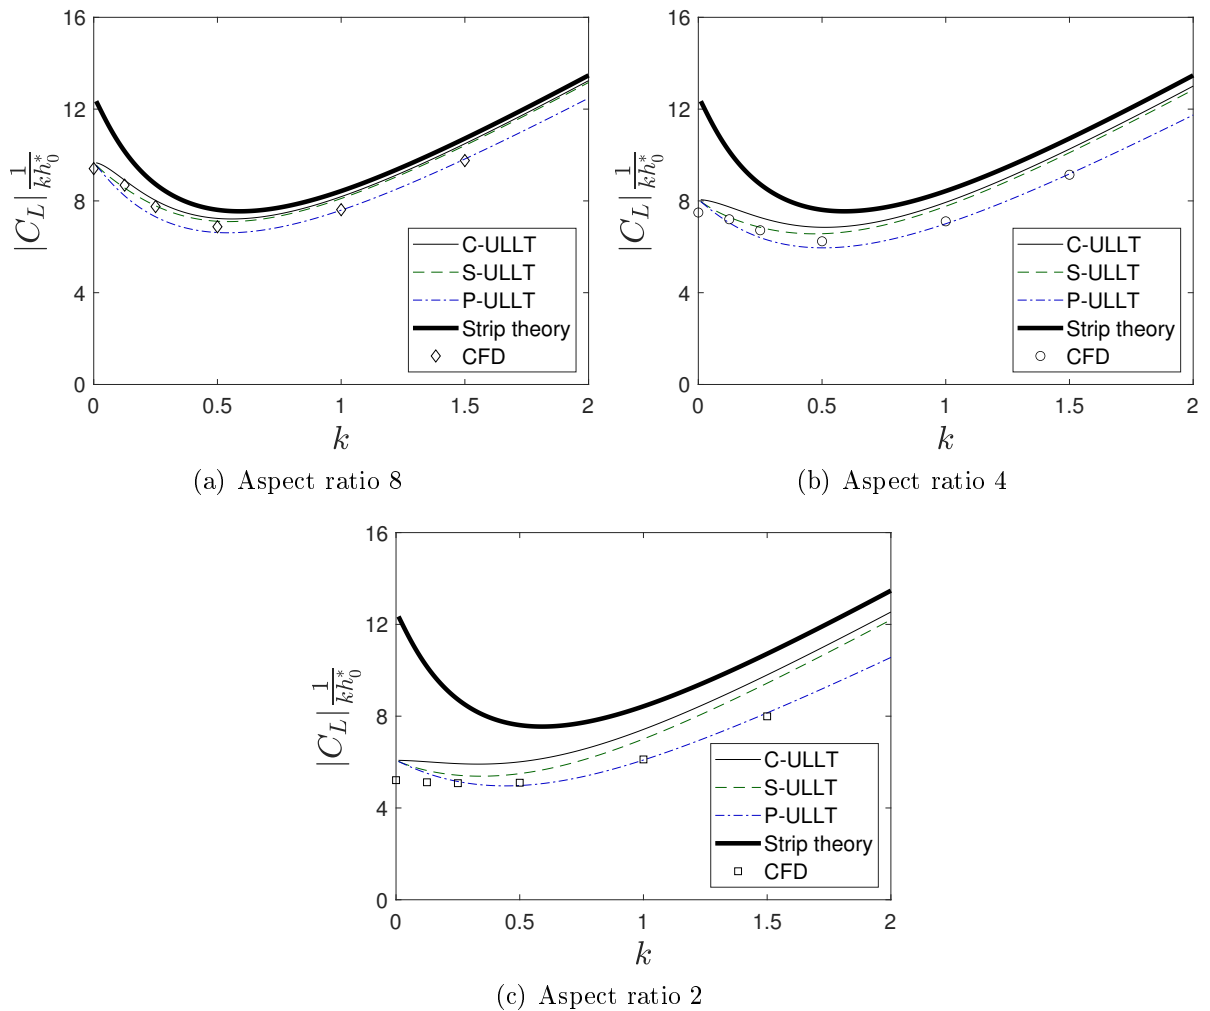 16
12
8
4
0
0
0.5
1
1.5
2
|C_L| 1/(kh_0^*)
k
C-ULLT
S-ULLT
P-ULLT
Strip theory
CFD
(a) Aspect ratio 8
16
12
8
4
0
0
0.5
1
1.5
2
|C_L| 1/(kh_0^*)
k
C-ULLT
S-ULLT
P-ULLT
Strip theory
CFD
(b) Aspect ratio 4
16
12
8
4
0
0
0.5
1
1.5
2
|C_L| 1/(kh_0^*)
k
C-ULLT
S-ULLT
P-ULLT
Strip theory
CFD
(c) Aspect ratio 2